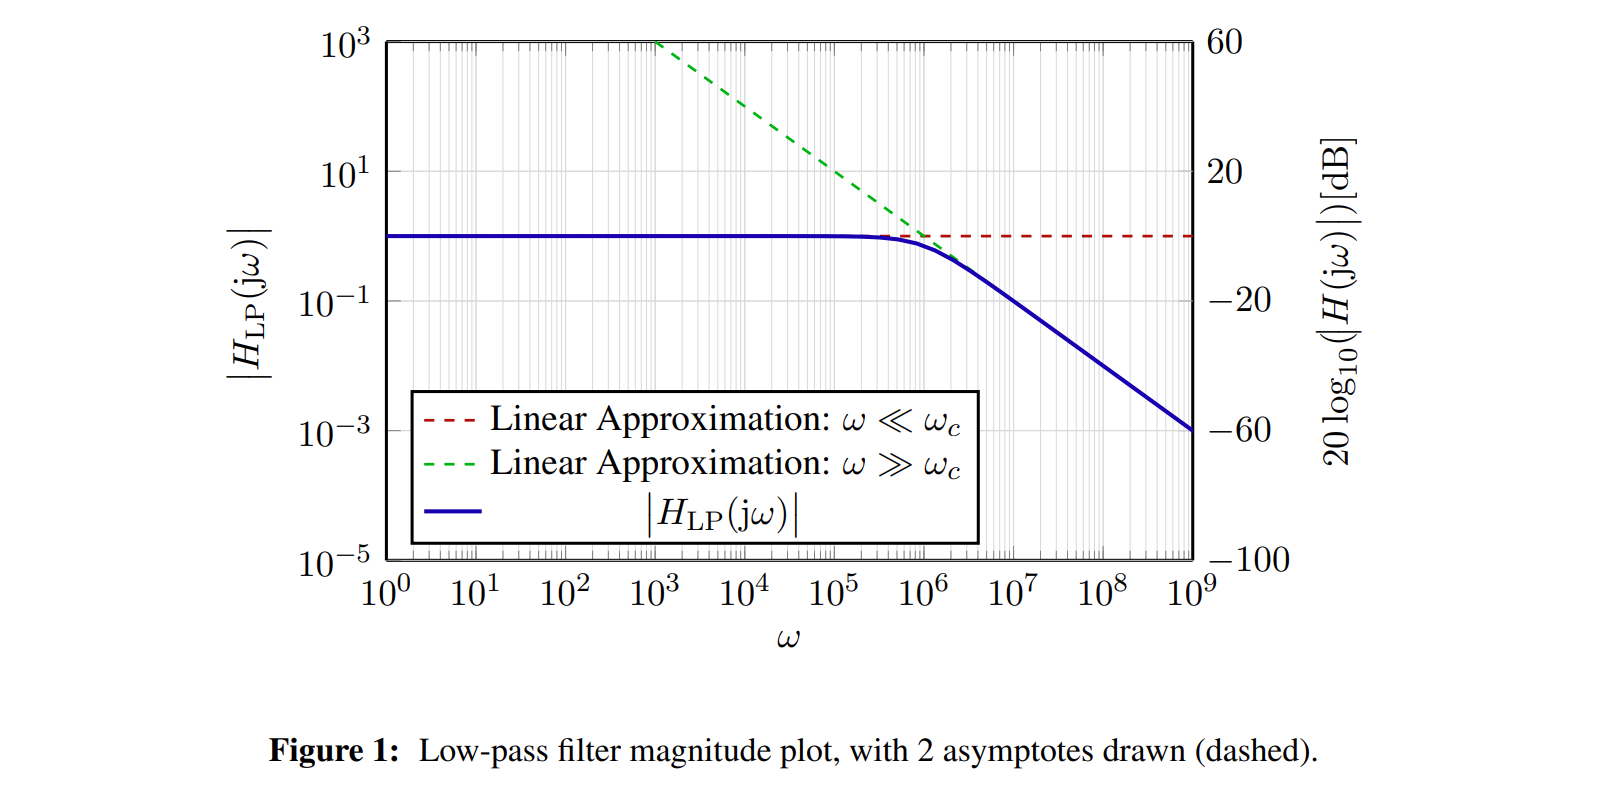 10³
10¹
10⁻¹
10⁻³
10⁻⁵
|H_LP(jω)|
60
20
−20
−60
−100
20 log₁₀(|H(jω)|)[dB]
Linear Approximation: ω ≪ ω_c
Linear Approximation: ω ≫ ω_c
|H_LP(jω)|
10⁰ 10¹ 10² 10³ 10⁴ 10⁵ 10⁶ 10⁷ 10⁸ 10⁹
ω
Figure 1: Low-pass filter magnitude plot, with 2 asymptotes drawn (dashed).